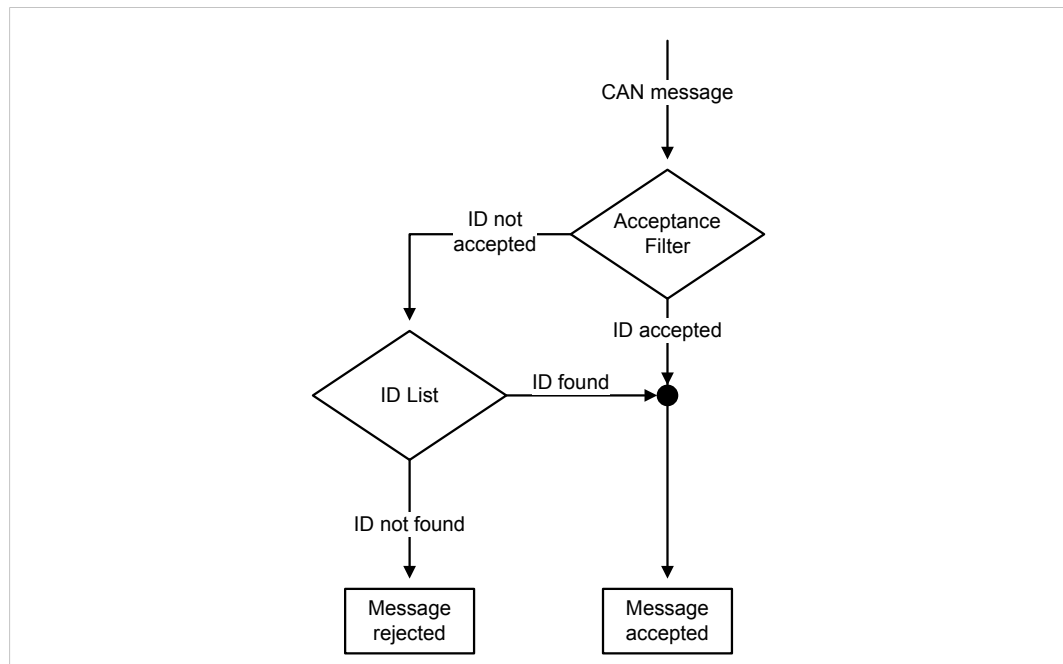 CAN message
ID not
accepted
Acceptance
Filter
ID accepted
ID List
ID found
ID not found
Message
rejected
Message
accepted